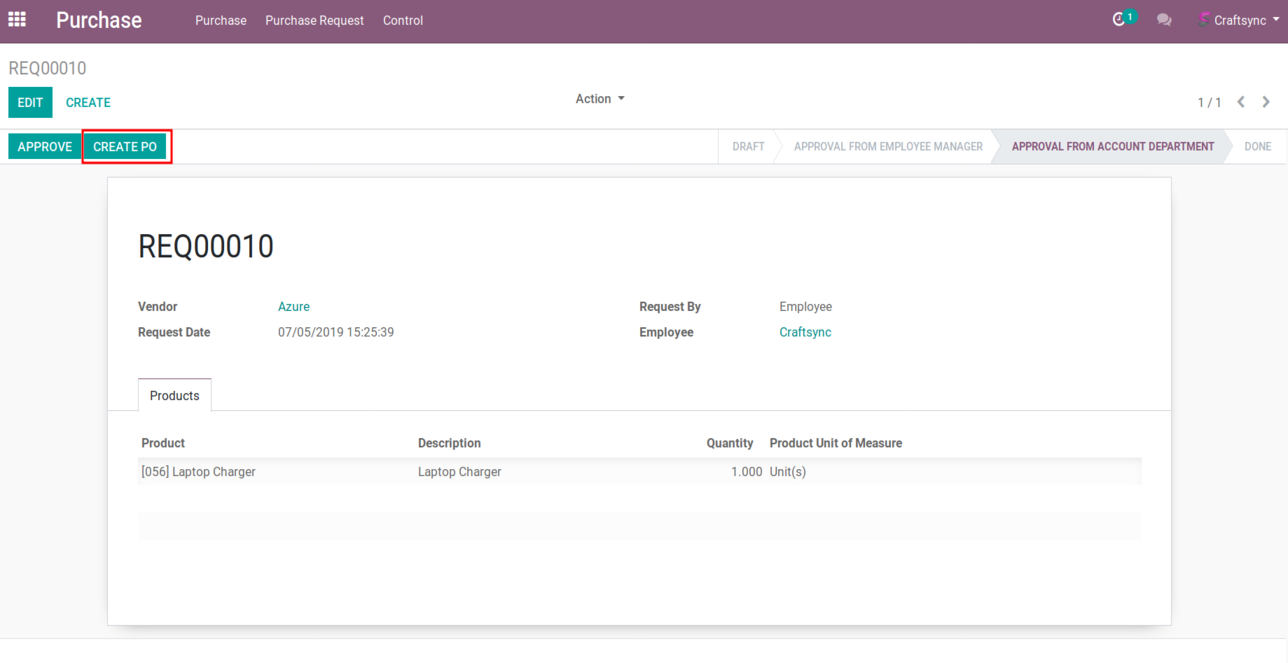 Purchase Purchase Purchase Request Control 1 Craftsync
REQ00010
EDIT CREATE Action 1 / 1
APPROVE CREATE PO DRAFT APPROVAL FROM EMPLOYEE MANAGER APPROVAL FROM ACCOUNT DEPARTMENT DONE
REQ00010
Vendor Azure Request By Employee
Request Date 07/05/2019 15:25:39 Employee Craftsync
Products
Product Description Quantity Product Unit of Measure
[056] Laptop Charger Laptop Charger 1.000 Unit(s)